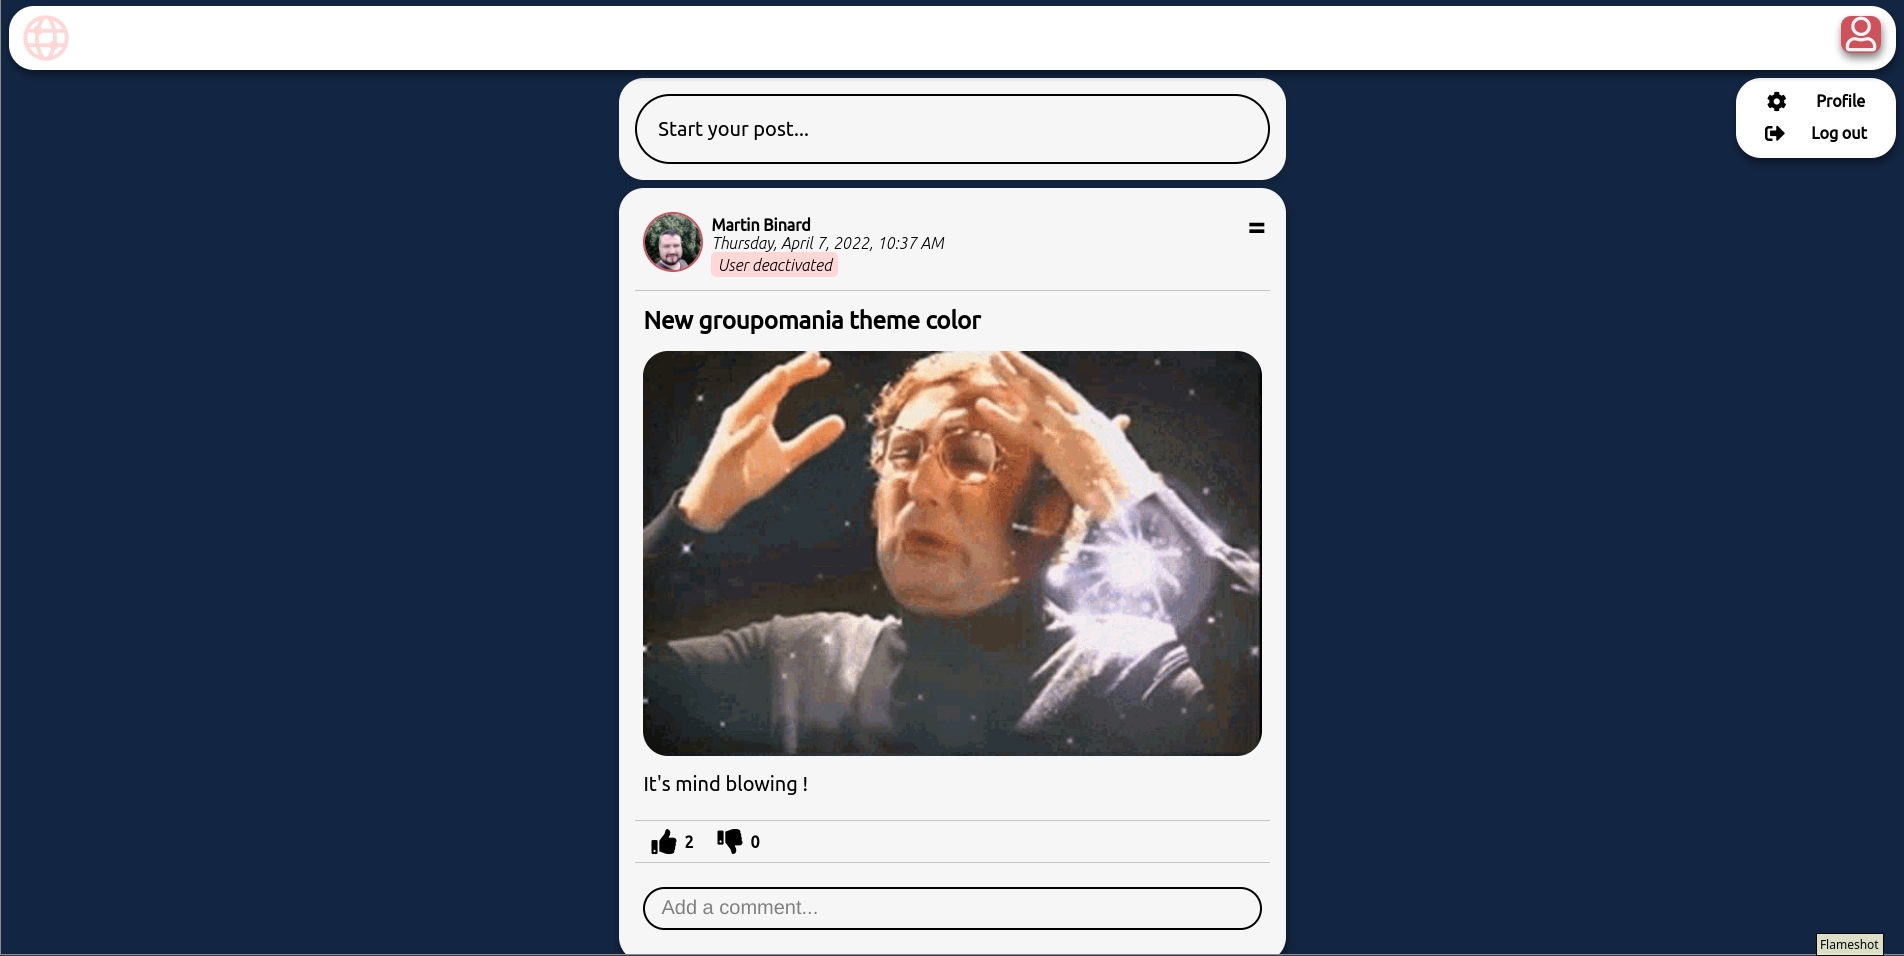 Start your post...
Profile
Log out
Martin Binard
Thursday, April 7, 2022, 10:37 AM
User deactivated
New groupomania theme color
It's mind blowing !
2
0
Add a comment...
Flameshot